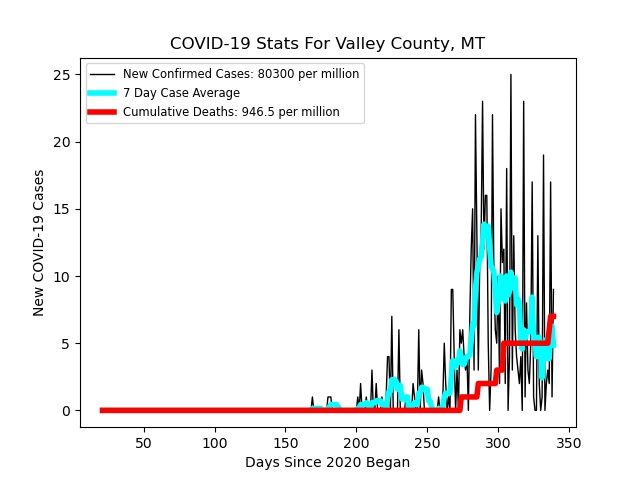 COVID-19 Stats For Valley County, MT
New Confirmed Cases: 80300 per million
7 Day Case Average
Cumulative Deaths: 946.5 per million
New COVID-19 Cases
25
20
15
10
5
0
50
100
150
200
250
300
350
Days Since 2020 Began